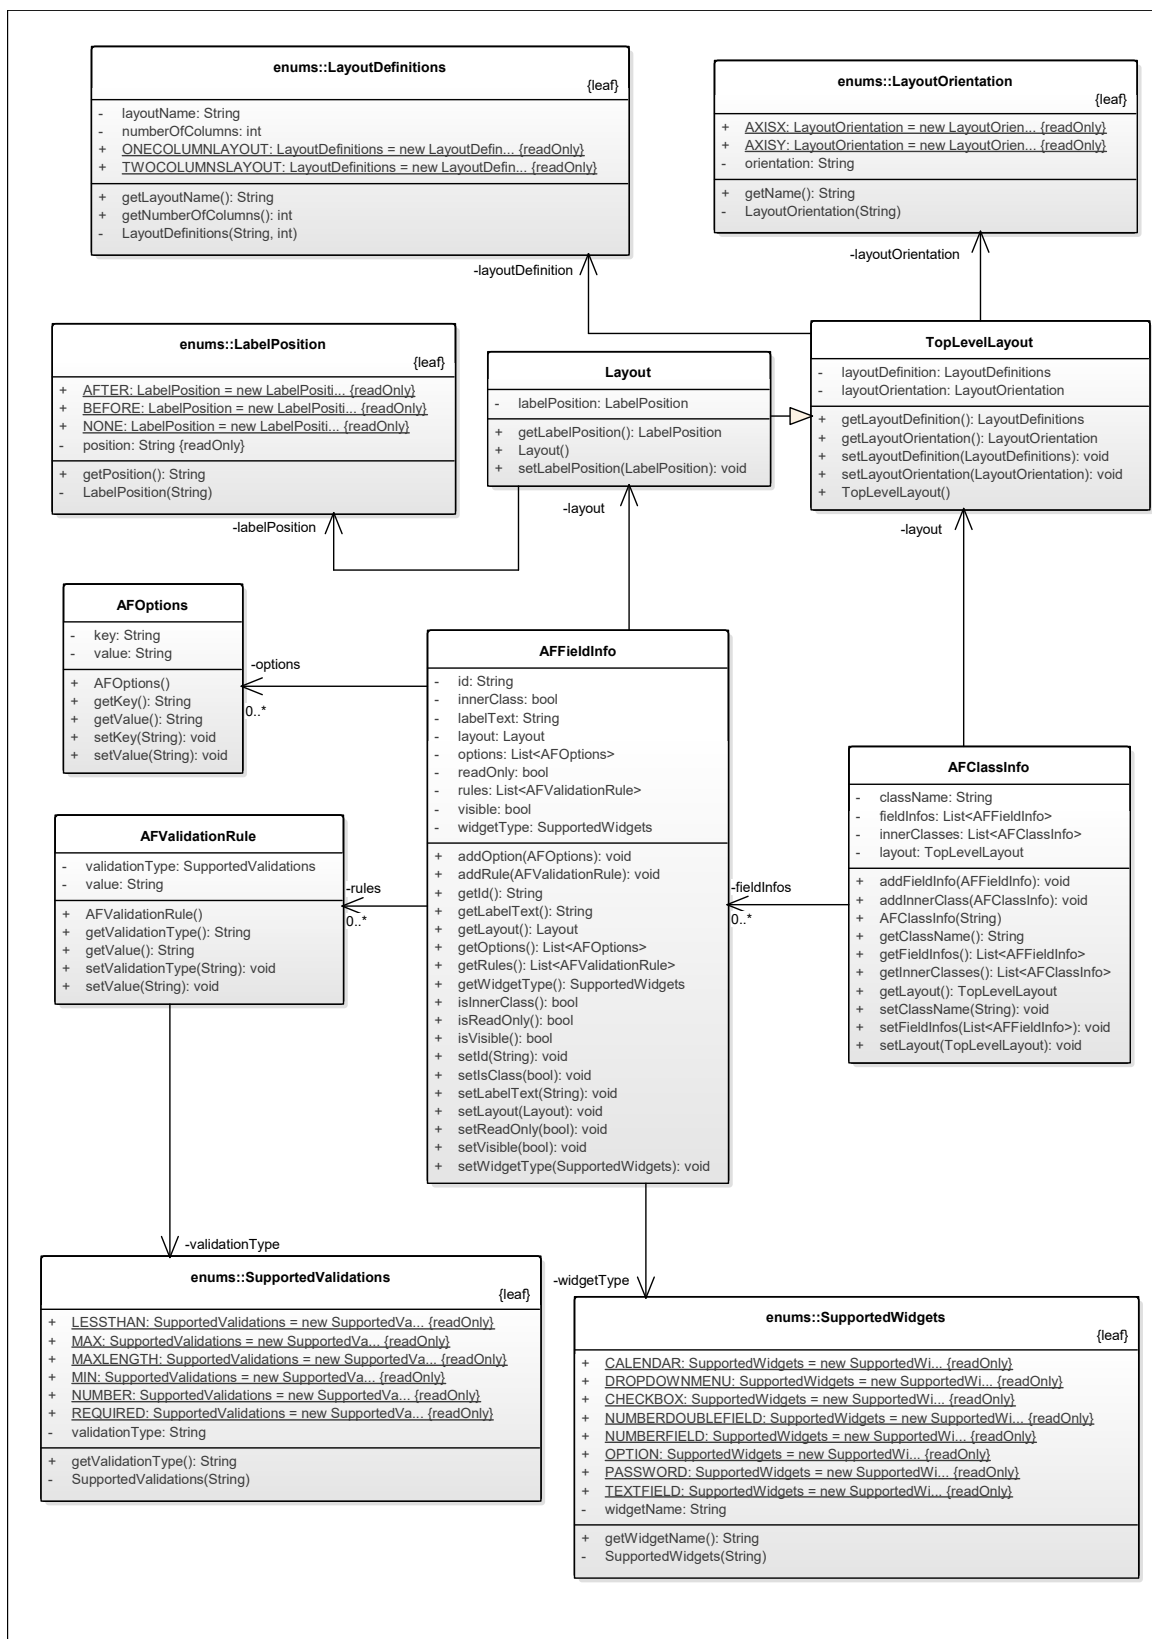 enums::LayoutDefinitions
{leaf}
- layoutName: String
- numberOfColumns: int
+ ONECOLUMNLAYOUT: LayoutDefinitions = new LayoutDefin... {readOnly}
+ TWOCOLUMNSLAYOUT: LayoutDefinitions = new LayoutDefin... {readOnly}
+ getLayoutName(): String
+ getNumberOfColumns(): int
- LayoutDefinitions(String, int)
enums::LayoutOrientation
{leaf}
+ AXISX: LayoutOrientation = new LayoutOrien... {readOnly}
+ AXISY: LayoutOrientation = new LayoutOrien... {readOnly}
- orientation: String
+ getName(): String
- LayoutOrientation(String)
-layoutDefinition
-layoutOrientation
enums::LabelPosition
{leaf}
+ AFTER: LabelPosition = new LabelPositi... {readOnly}
+ BEFORE: LabelPosition = new LabelPositi... {readOnly}
+ NONE: LabelPosition = new LabelPositi... {readOnly}
- position: String {readOnly}
+ getPosition(): String
- LabelPosition(String)
Layout
- labelPosition: LabelPosition
+ getLabelPosition(): LabelPosition
+ Layout()
+ setLabelPosition(LabelPosition): void
TopLevelLayout
- layoutDefinition: LayoutDefinitions
- layoutOrientation: LayoutOrientation
+ getLayoutDefinition(): LayoutDefinitions
+ getLayoutOrientation(): LayoutOrientation
+ setLayoutDefinition(LayoutDefinitions): void
+ setLayoutOrientation(LayoutOrientation): void
+ TopLevelLayout()
-labelPosition
-layout
-layout
AFOptions
- key: String
- value: String
+ AFOptions()
+ getKey(): String
+ getValue(): String
+ setKey(String): void
+ setValue(String): void
-options
0..*
AFFieldInfo
- id: String
- innerClass: bool
- labelText: String
- layout: Layout
- options: List<AFOptions>
- readOnly: bool
- rules: List<AFValidationRule>
- visible: bool
- widgetType: SupportedWidgets
+ addOption(AFOptions): void
+ addRule(AFValidationRule): void
+ getId(): String
+ getLabelText(): String
+ getLayout(): Layout
+ getOptions(): List<AFOptions>
+ getRules(): List<AFValidationRule>
+ getWidgetType(): SupportedWidgets
+ isInnerClass(): bool
+ isReadOnly(): bool
+ isVisible(): bool
+ setId(String): void
+ setIsClass(bool): void
+ setLabelText(String): void
+ setLayout(Layout): void
+ setReadOnly(bool): void
+ setVisible(bool): void
+ setWidgetType(SupportedWidgets): void
AFClassInfo
- className: String
- fieldInfos: List<AFFieldInfo>
- innerClasses: List<AFClassInfo>
- layout: TopLevelLayout
+ addFieldInfo(AFFieldInfo): void
+ addInnerClass(AFClassInfo): void
+ AFClassInfo(String)
+ getClassName(): String
+ getFieldInfos(): List<AFFieldInfo>
+ getInnerClasses(): List<AFClassInfo>
+ getLayout(): TopLevelLayout
+ setClassName(String): void
+ setFieldInfos(List<AFFieldInfo>): void
+ setLayout(TopLevelLayout): void
-fieldInfos
0..*
AFValidationRule
- validationType: SupportedValidations
- value: String
+ AFValidationRule()
+ getValidationType(): String
+ getValue(): String
+ setValidationType(String): void
+ setValue(String): void
-rules
0..*
-validationType
enums::SupportedValidations
{leaf}
+ LESSTHAN: SupportedValidations = new SupportedVa... {readOnly}
+ MAX: SupportedValidations = new SupportedVa... {readOnly}
+ MAXLENGTH: SupportedValidations = new SupportedVa... {readOnly}
+ MIN: SupportedValidations = new SupportedVa... {readOnly}
+ NUMBER: SupportedValidations = new SupportedVa... {readOnly}
+ REQUIRED: SupportedValidations = new SupportedVa... {readOnly}
- validationType: String
+ getValidationType(): String
- SupportedValidations(String)
-widgetType
enums::SupportedWidgets
{leaf}
+ CALENDAR: SupportedWidgets = new SupportedWi... {readOnly}
+ DROPDOWNMENU: SupportedWidgets = new SupportedWi... {readOnly}
+ CHECKBOX: SupportedWidgets = new SupportedWi... {readOnly}
+ NUMBERDOUBLEFIELD: SupportedWidgets = new SupportedWi... {readOnly}
+ NUMBERFIELD: SupportedWidgets = new SupportedWi... {readOnly}
+ OPTION: SupportedWidgets = new SupportedWi... {readOnly}
+ PASSWORD: SupportedWidgets = new SupportedWi... {readOnly}
+ TEXTFIELD: SupportedWidgets = new SupportedWi... {readOnly}
- widgetName: String
+ getWidgetName(): String
- SupportedWidgets(String)